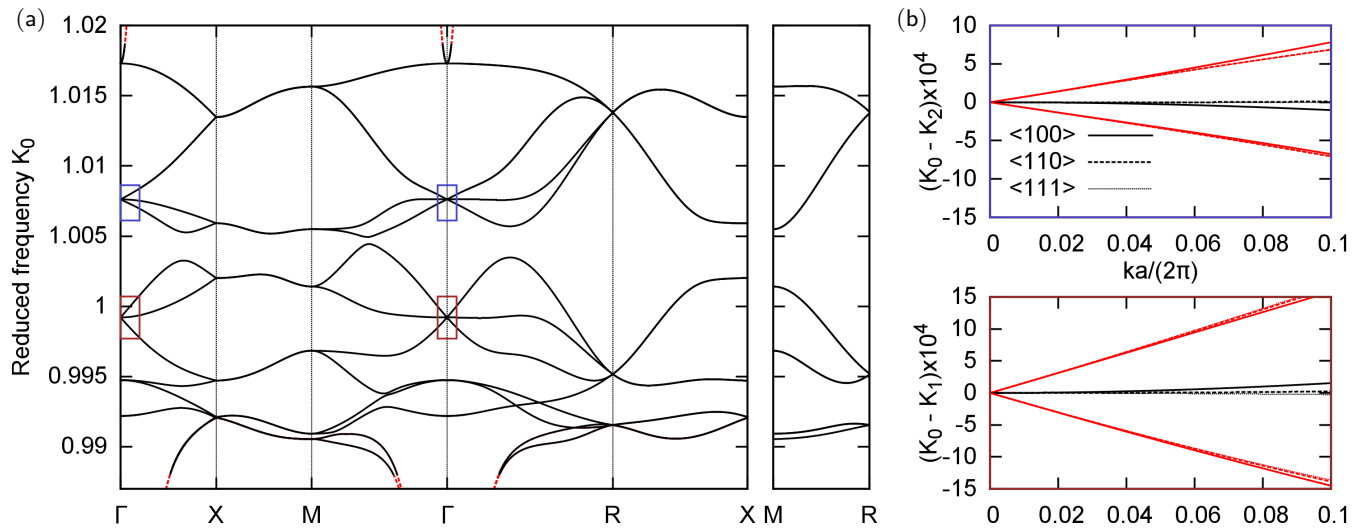 (a)
1.02
1.015
1.01
1.005
1
0.995
0.99
Reduced frequency K₀
Γ X M Γ R X M R
(b)
10
5
0
-5
-10
-15
(K₀ - K₂)x10⁴
<100>
<110>
<111>
0 0.02 0.04 0.06 0.08 0.1
ka/(2π)
15
10
5
0
-5
-10
-15
(K₀ - K₁)x10⁴
0 0.02 0.04 0.06 0.08 0.1